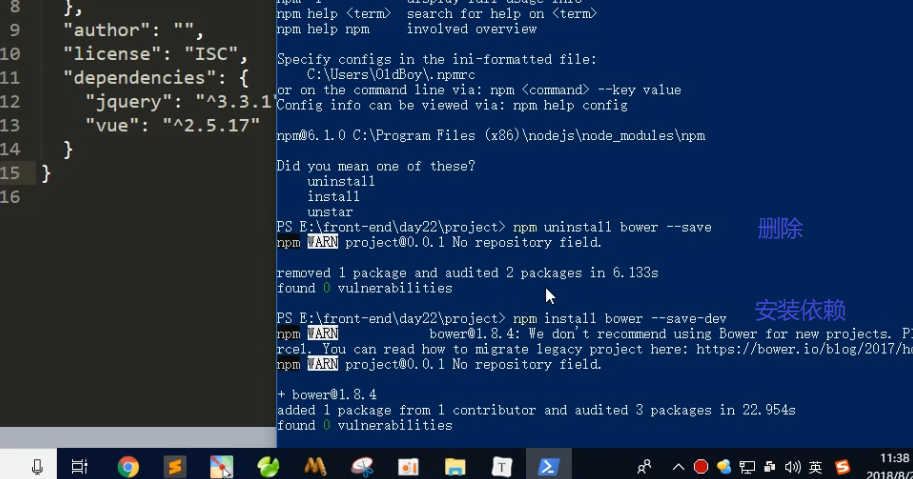 8 },
9 "author": "",
10 "license": "ISC",
11 "dependencies": {
12 "jquery": "^3.3.1"
13 "vue": "^2.5.17"
14 }
15 }
16
display full usage info
npm help <term> search for help on <term>
npm help npm involved overview
Specify configs in the ini-formatted file:
C:\Users\OldBoy\.npmrc
or on the command line via: npm <command> --key value
Config info can be viewed via: npm help config
npm@6.1.0 C:\Program Files (x86)\nodejs\node_modules\npm
Did you mean one of these?
uninstall
install
unstar
PS E:\front-end\day22\project> npm uninstall bower --save
删除
npm WARN project@0.0.1 No repository field.
removed 1 package and audited 2 packages in 6.133s
found 0 vulnerabilities
PS E:\front-end\day22\project> npm install bower --save-dev
安装依赖
npm WARN bower@1.8.4: We don't recommend using Bower for new projects.
rcel. You can read how to migrate legacy project here: https://bower.io/blog/2017/
npm WARN project@0.0.1 No repository field.
+ bower@1.8.4
added 1 package from 1 contributor and audited 3 packages in 22.954s
found 0 vulnerabilities
T
英
11:38
2018/8/2